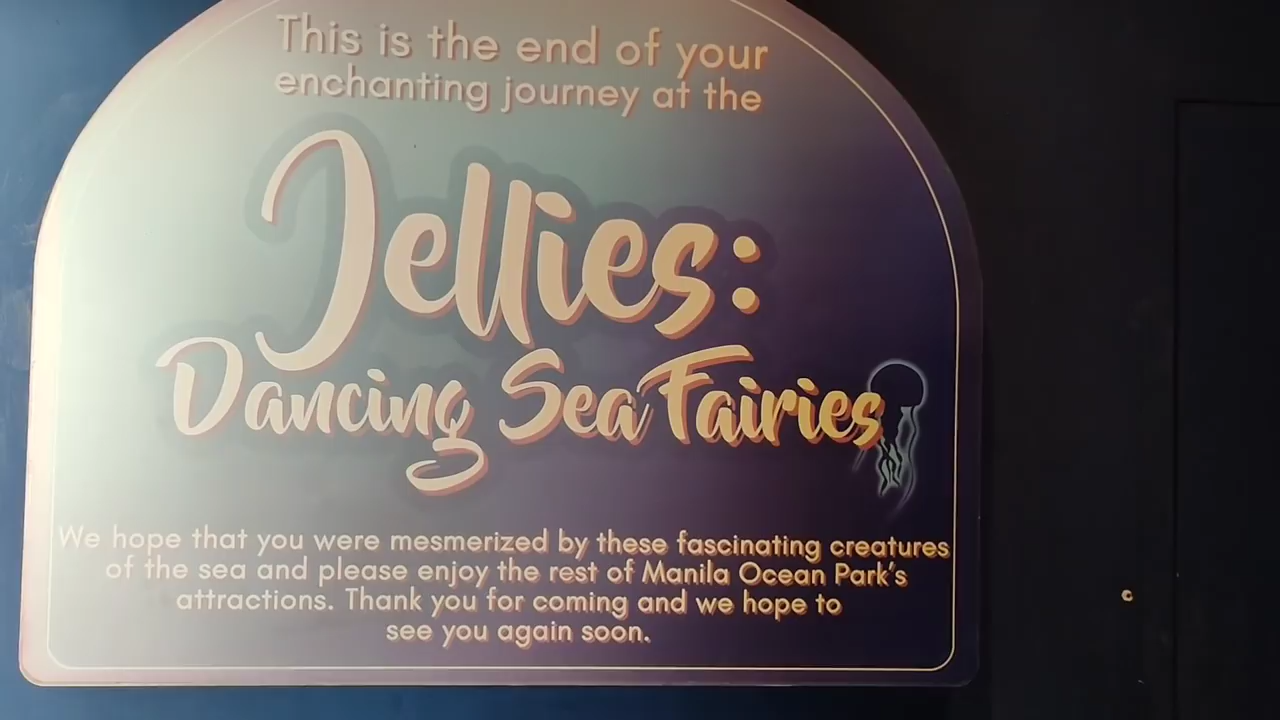 This is the end of your
enchanting journey at the
Jellies:
Dancing Sea Fairies
We hope that you were mesmerized by these fascinating creatures
of the sea and please enjoy the rest of Manila Ocean Park's
attractions. Thank you for coming and we hope to
see you again soon.